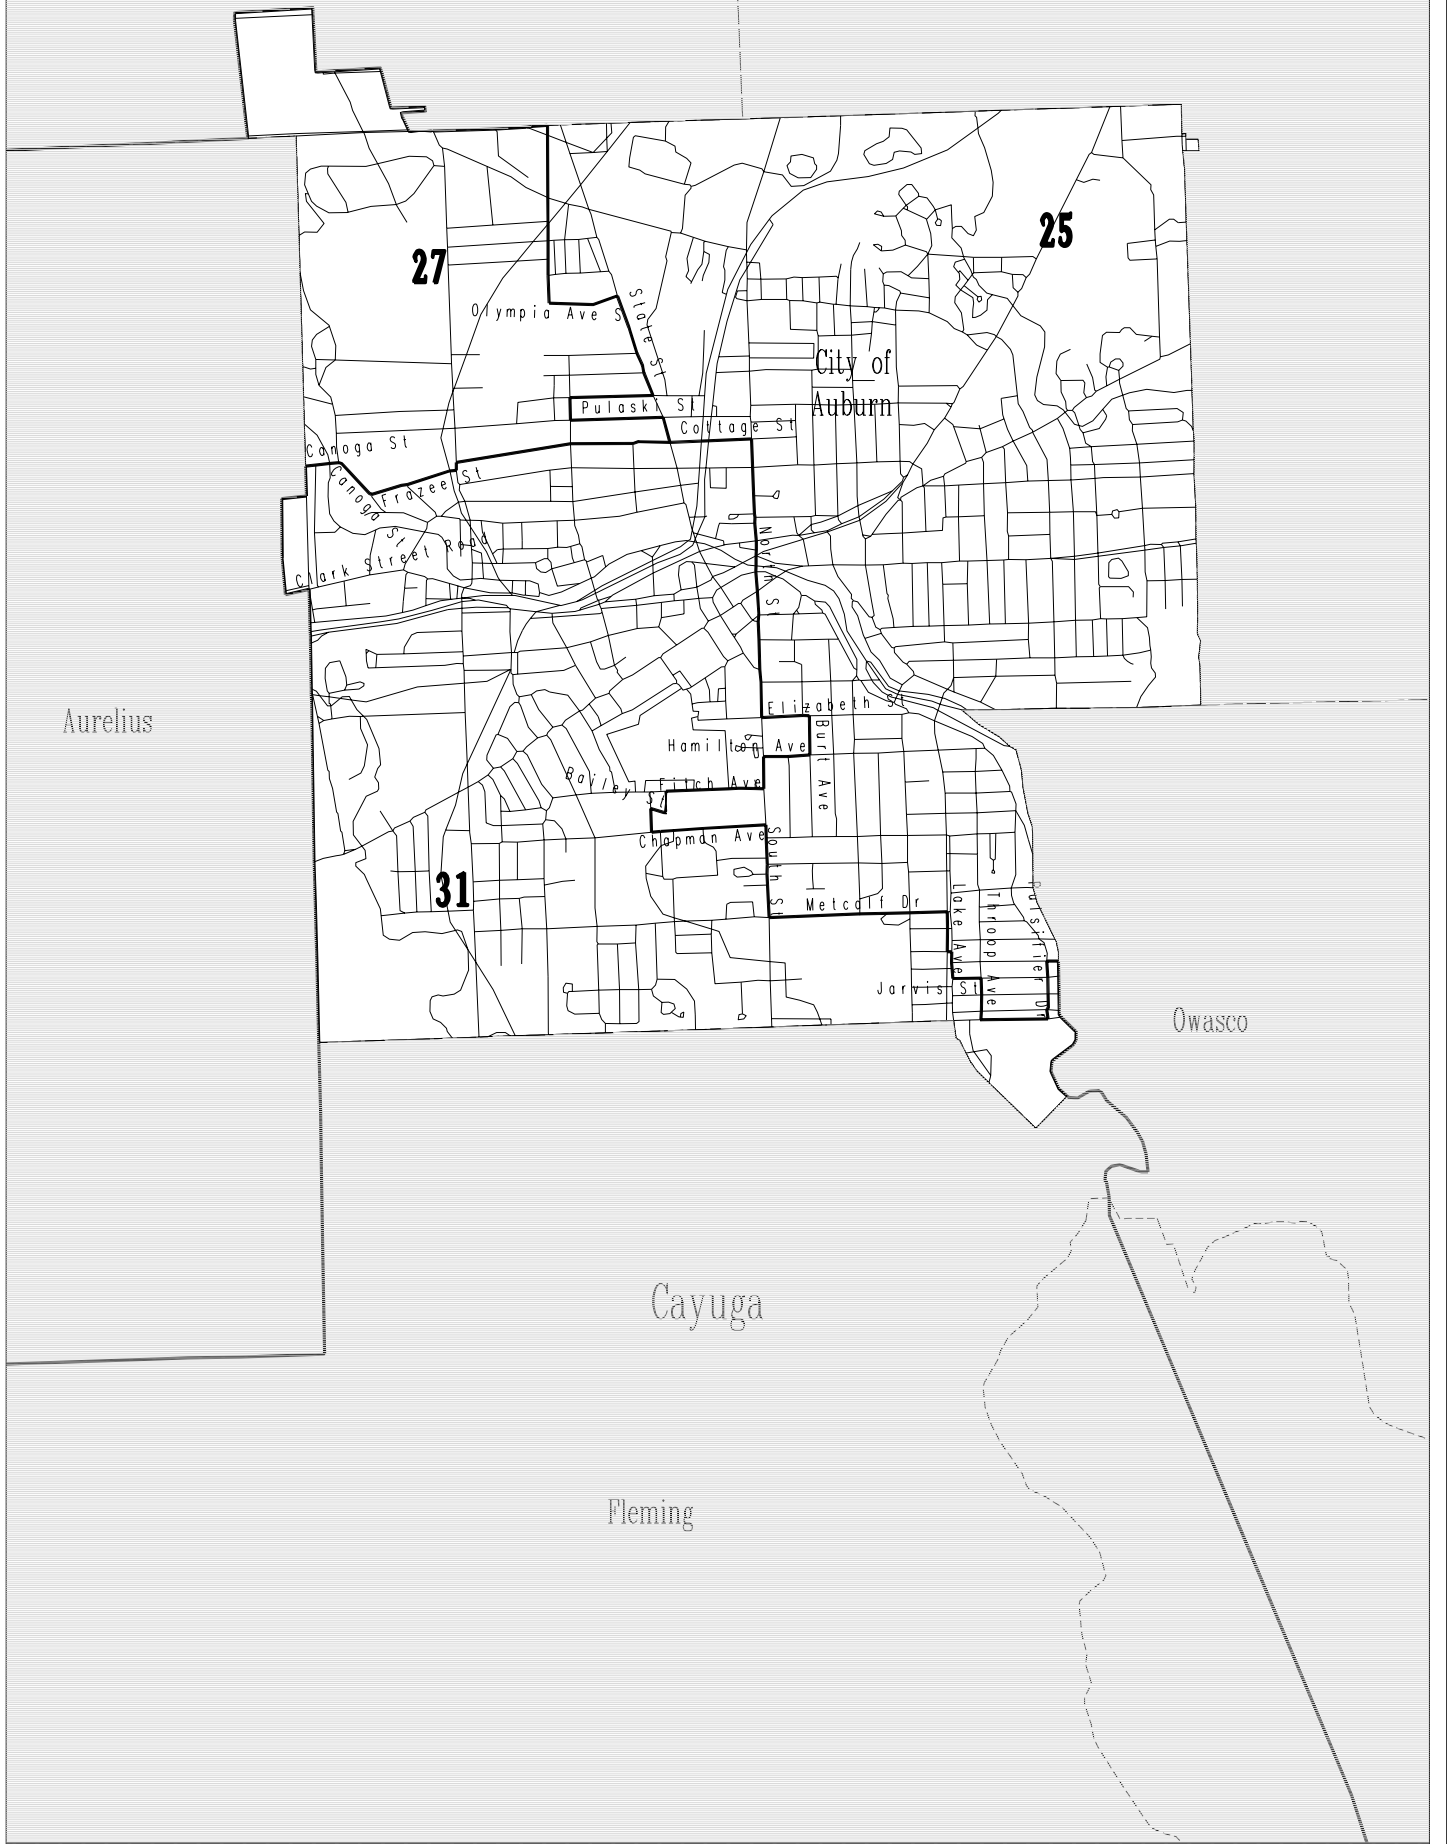 25
27
Olympia Ave S
State St
City of
Auburn
Pulaski St
Cottage St
Canoga St
Frazee St
Canoga St
Clark Street Road
North St
Aurelius
Elizabeth St
Hamilton Ave
Burt Ave
Bailey St
Fitch Ave
Chapman Ave
South St
31
Metcalf Dr
Lake Ave
Throop Ave
Pulsifier Dr
Jarvis St
Owasco
Cayuga
Fleming